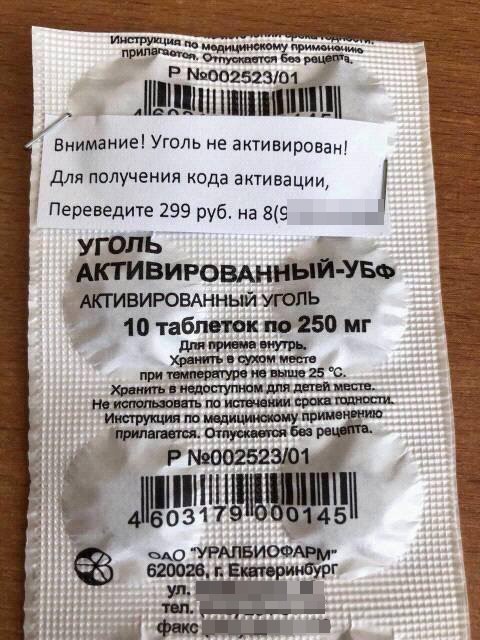 Инструкция по медицинскому применению
прилагается. Отпускается без рецепта.
Р №002523/01
Внимание! Уголь не активирован!
Для получения кода активации,
Переведите 299 руб. на 8(9
УГОЛЬ
АКТИВИРОВАННЫЙ-УБФ
АКТИВИРОВАННЫЙ УГОЛЬ
10 таблеток по 250 мг
Для приема внутрь.
Хранить в сухом месте
при температуре не выше 25 °C.
Хранить в недоступном для детей месте.
Не использовать по истечении срока годности.
Инструкция по медицинскому применению
прилагается. Отпускается без рецепта.
Р №002523/01
4 603179 000145
ОАО "УРАЛБИОФАРМ"
620026, г. Екатеринбург
ул.
тел.
факс